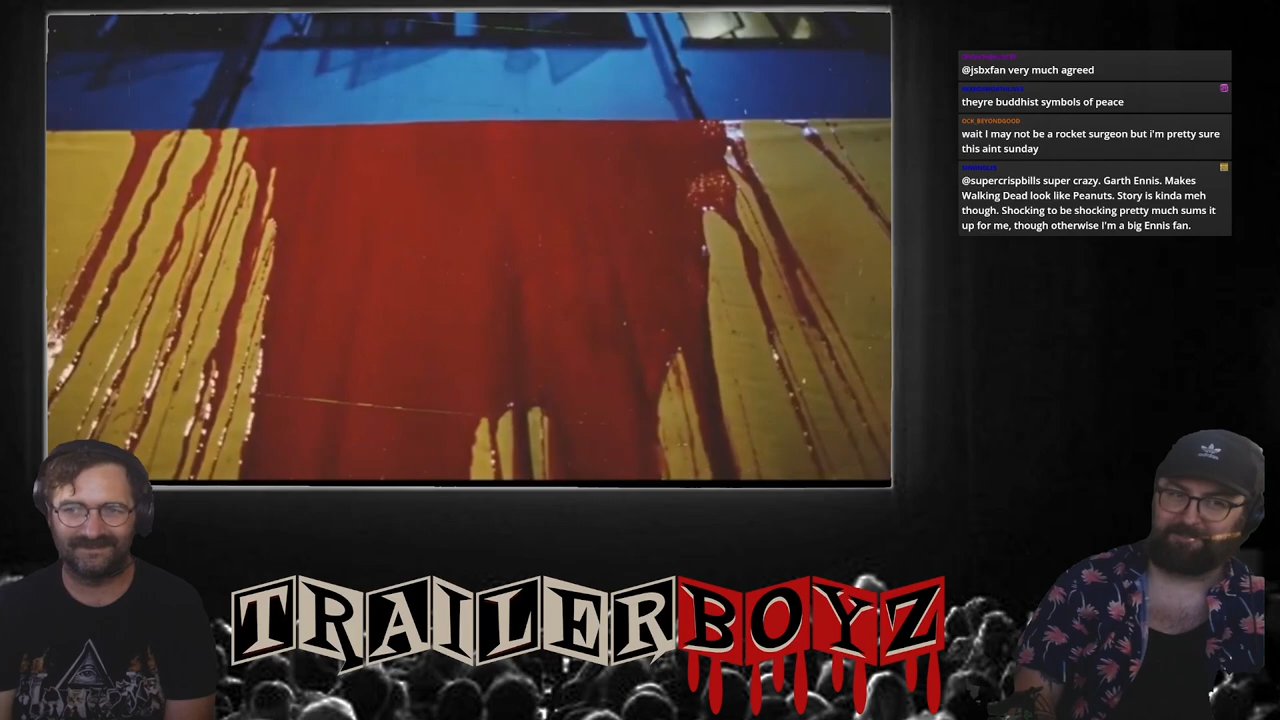 @jsbxfan very much agreed
theyre buddhist symbols of peace
OCK_BEYONDGOOD
wait I may not be a rocket surgeon but i'm pretty sure
this aint sunday
@supercrispbills super crazy. Garth Ennis. Makes
Walking Dead look like Peanuts. Story is kinda meh
though. Shocking to be shocking pretty much sums it
up for me, though otherwise I'm a big Ennis fan.
adidas
TRAILERBOYZ